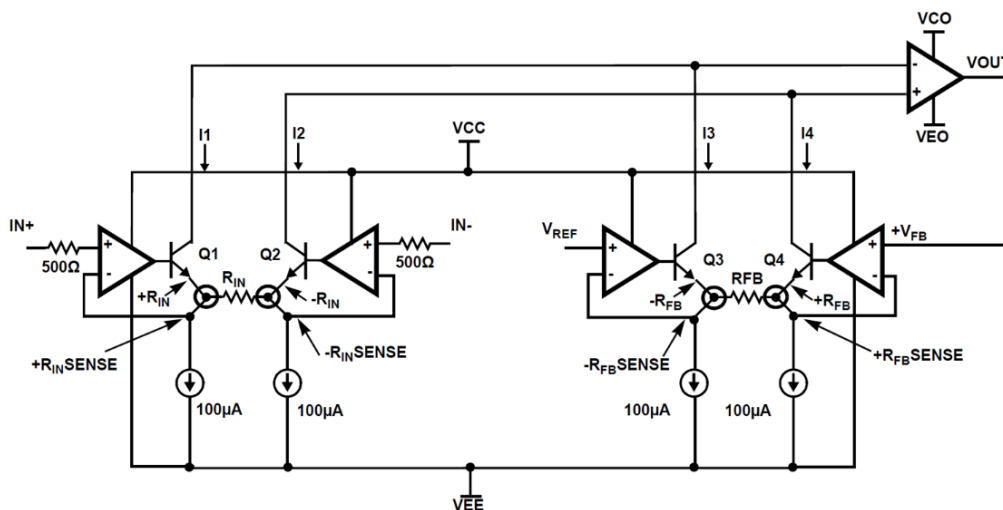 VCO
-
VOUT
+
VEO
I1
I2
VCC
I3
I4
IN+
+
-
500Ω
Q1
Q2
+
-
IN-
500Ω
VREF
+
-
Q3
Q4
+
-
+VFB
RIN
+RIN
-RIN
RFB
-RFB
+RFB
+RINSENSE
-RINSENSE
-RFBSENSE
+RFBSENSE
100µA
100µA
100µA
100µA
VEE